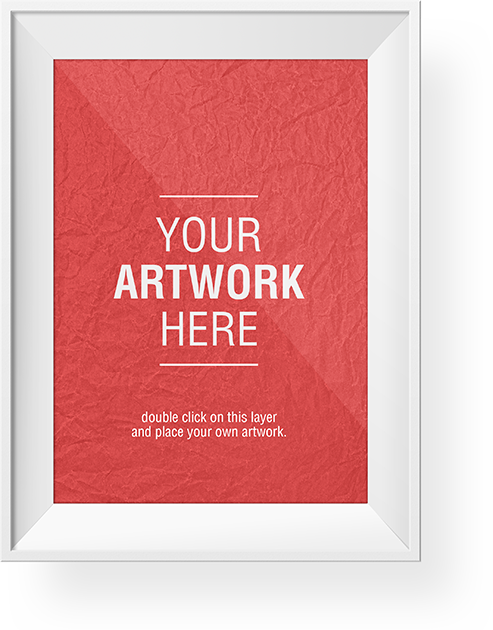 YOUR
ARTWORK
HERE
double click on this layer
and place your own artwork.